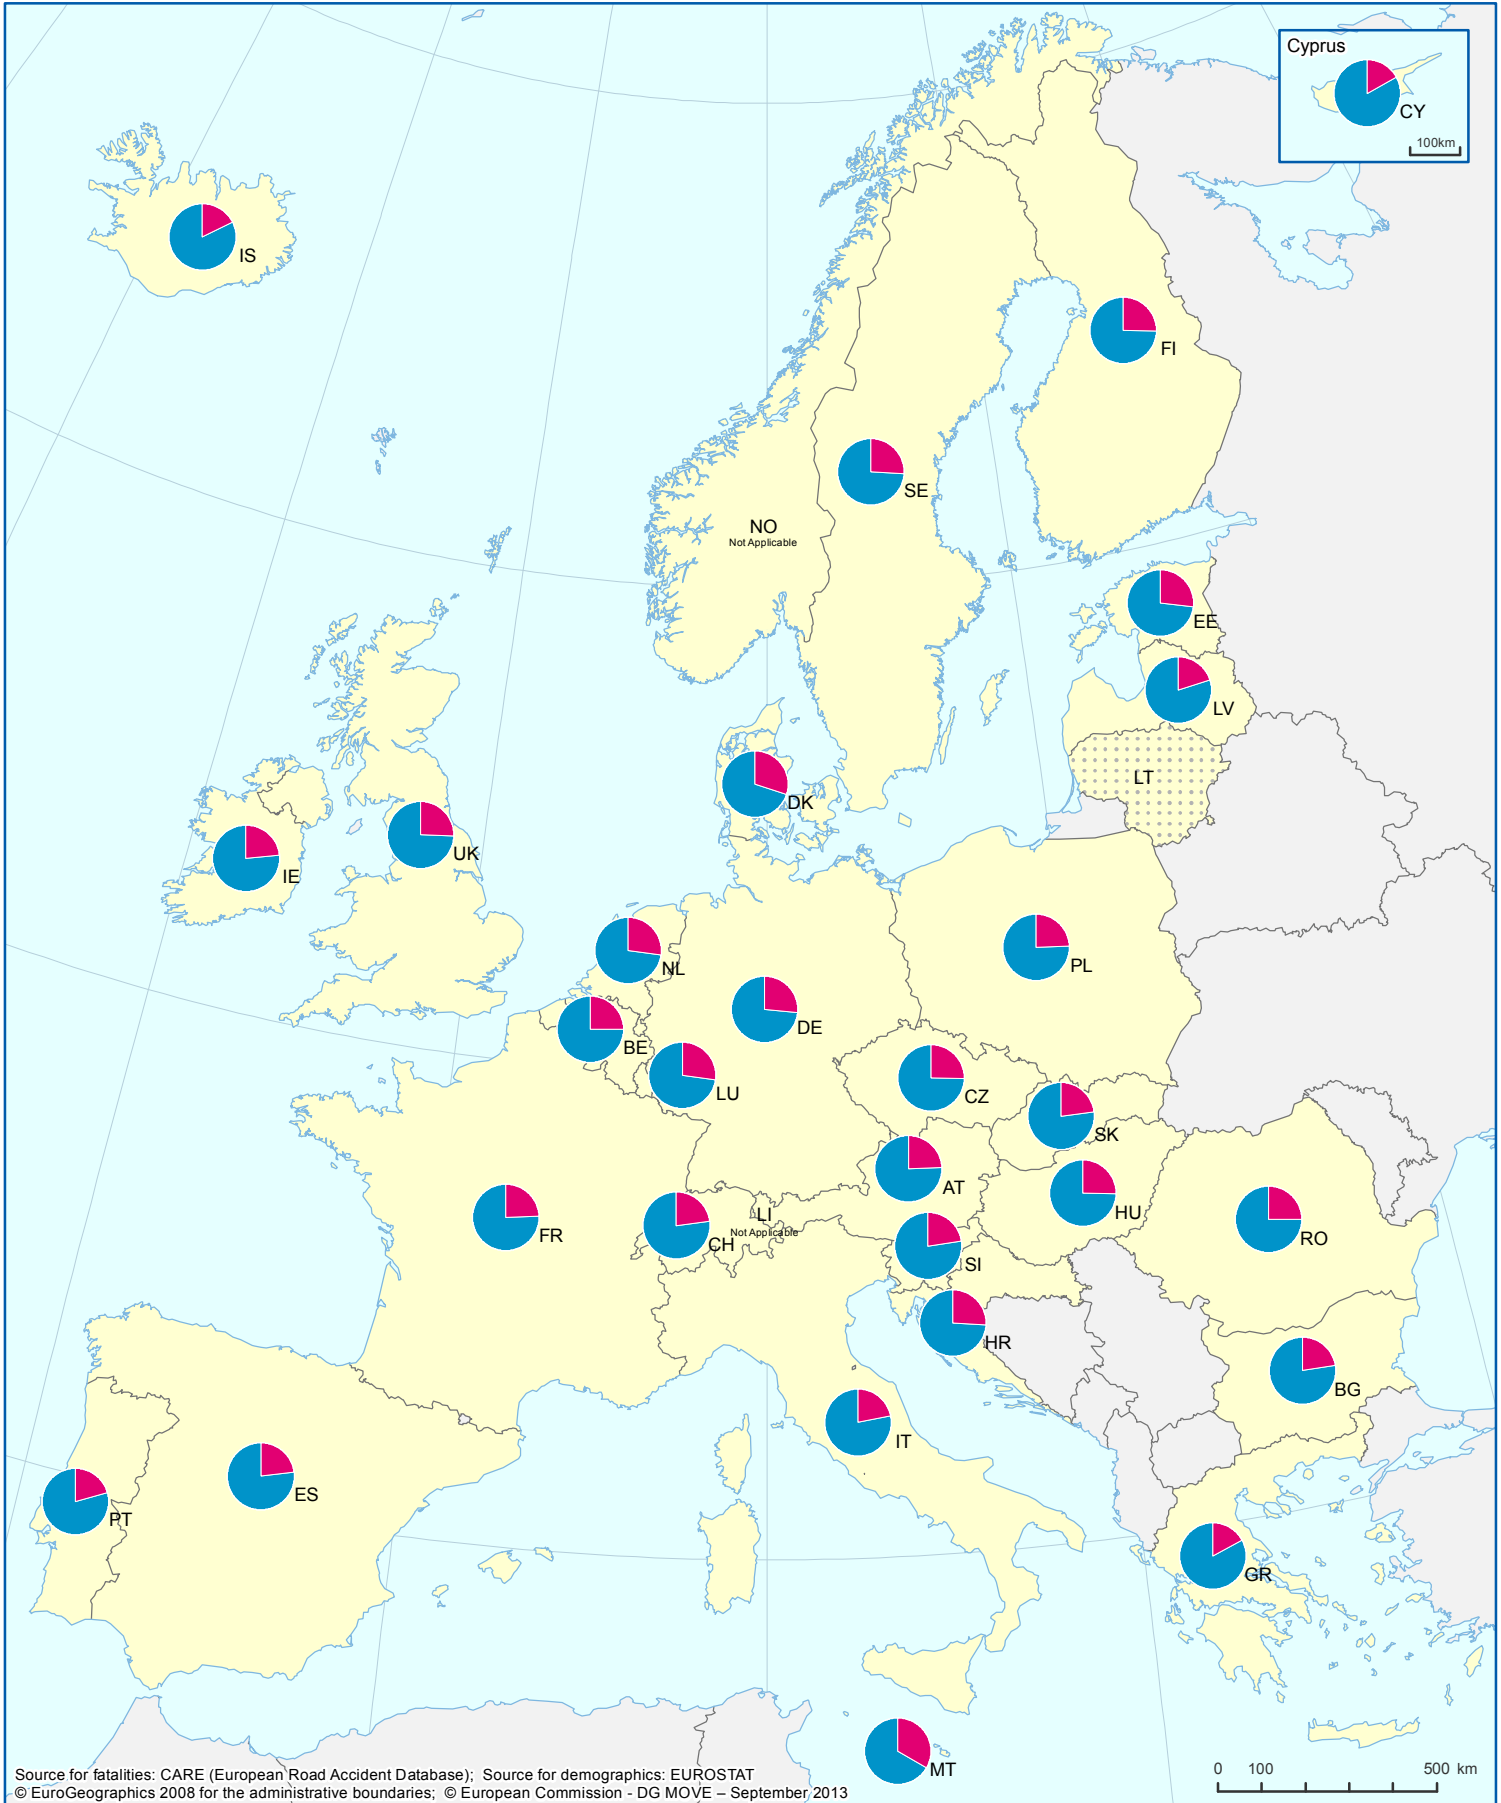 Cyprus
CY
100km
IS
FI
SE
NO
Not Applicable
EE
LV
LT
DK
UK
IE
NL
PL
DE
BE
LU
CZ
SK
AT
HU
LI
Not Applicable
FR
CH
RO
SI
HR
BG
IT
ES
PT
GR
MT
0 100 500 km
Source for fatalities: CARE (European Road Accident Database); Source for demographics: EUROSTAT
© EuroGeographics 2008 for the administrative boundaries; © European Commission - DG MOVE – September 2013